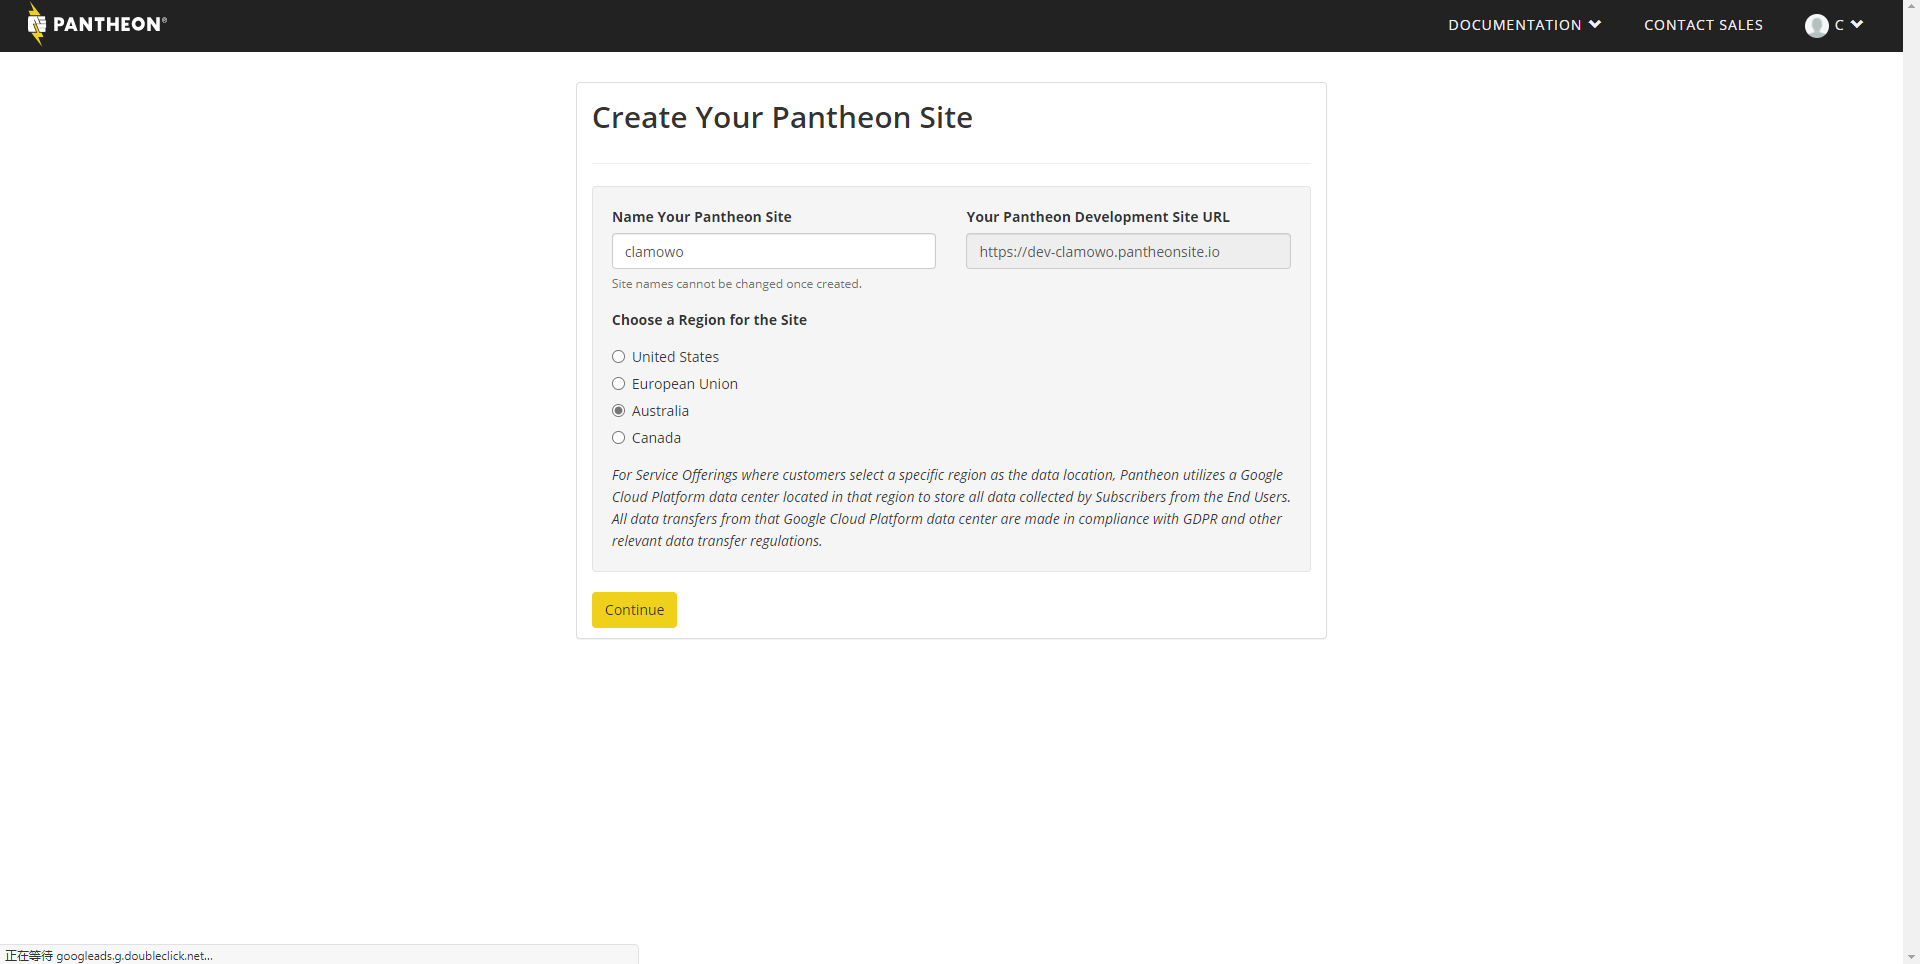 PANTHEON®
DOCUMENTATION
CONTACT SALES
C
Create Your Pantheon Site
Name Your Pantheon Site
Your Pantheon Development Site URL
clamowo
https://dev-clamowo.pantheonsite.io
Site names cannot be changed once created.
Choose a Region for the Site
United States
European Union
Australia
Canada
For Service Offerings where customers select a specific region as the data location, Pantheon utilizes a Google
Cloud Platform data center located in that region to store all data collected by Subscribers from the End Users.
All data transfers from that Google Cloud Platform data center are made in compliance with GDPR and other
relevant data transfer regulations.
Continue
正在等待 googleads.g.doubleclick.net...